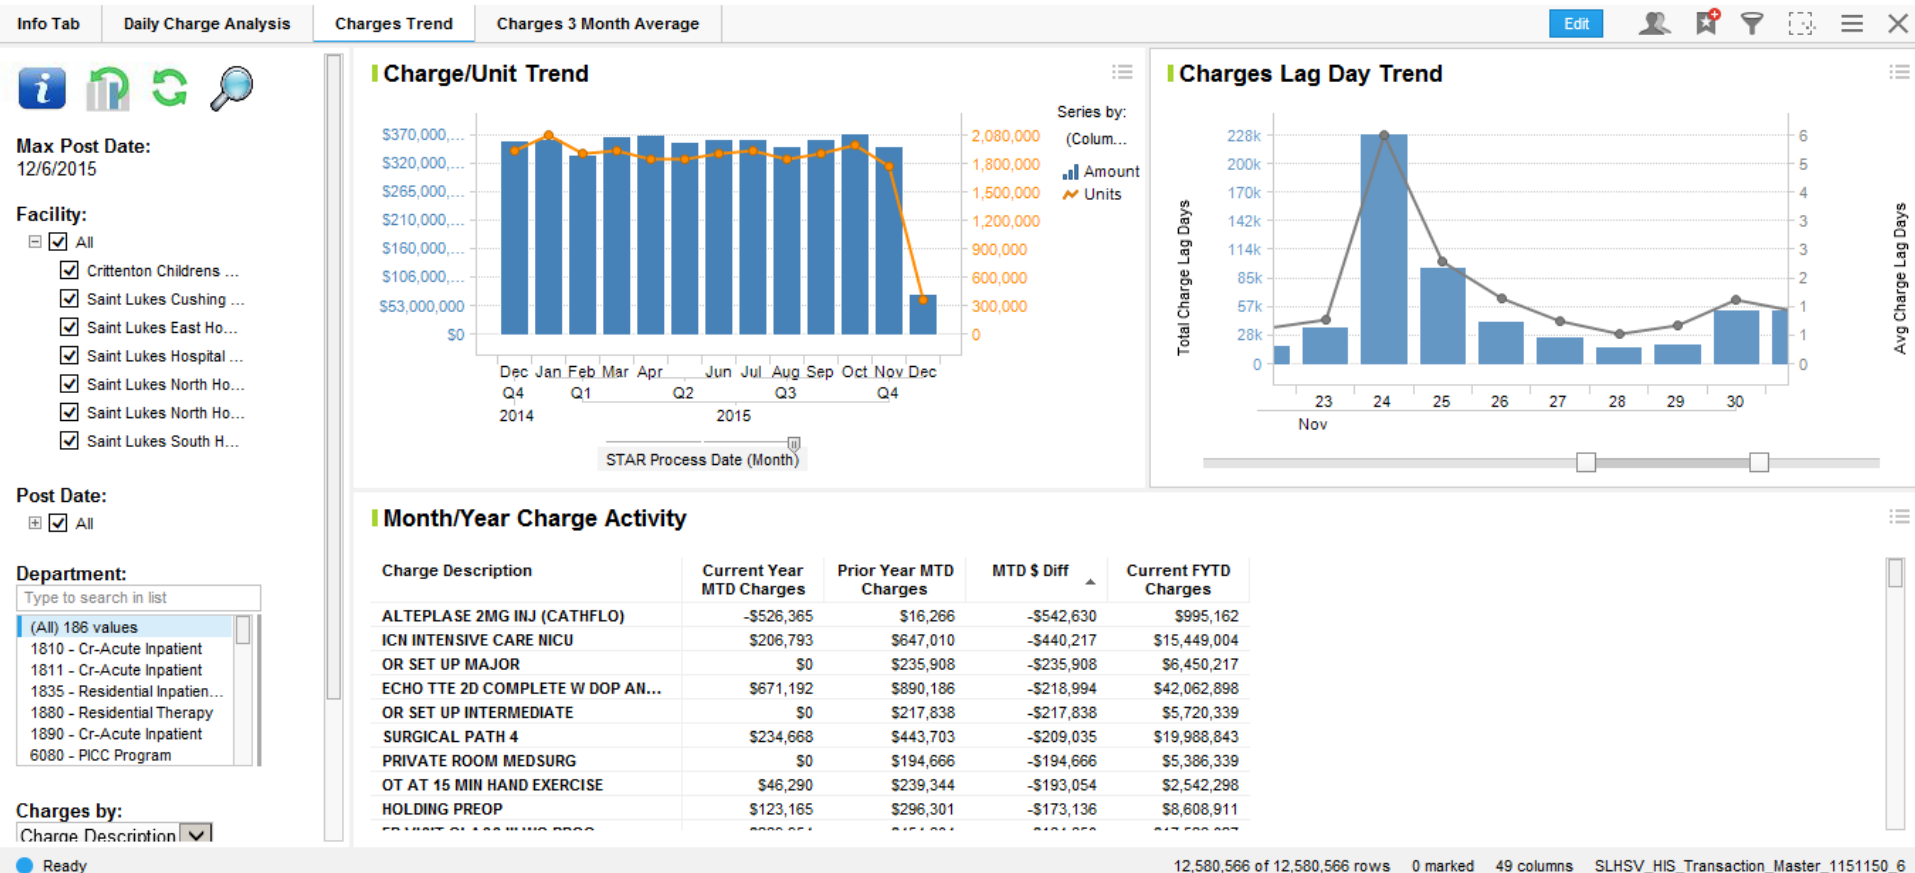 Info Tab Daily Charge Analysis Charges Trend Charges 3 Month Average Edit
Max Post Date:
12/6/2015
Facility:
All
Crittenton Childrens ...
Saint Lukes Cushing ...
Saint Lukes East Ho...
Saint Lukes Hospital ...
Saint Lukes North Ho...
Saint Lukes North Ho...
Saint Lukes South H...
Post Date:
All
Department:
Type to search in list
(All) 186 values
1810 - Cr-Acute Inpatient
1811 - Cr-Acute Inpatient
1835 - Residential Inpatien...
1880 - Residential Therapy
1890 - Cr-Acute Inpatient
6080 - PICC Program
Charges by:
Charge Description
Charge/Unit Trend
$370,000,...
$320,000,...
$265,000,...
$210,000,...
$160,000,...
$106,000,...
$53,000,000
$0
2,080,000
1,800,000
1,500,000
1,200,000
900,000
600,000
300,000
0
Series by:
(Colum...
Amount
Units
Dec Jan Feb Mar Apr Jun Jul Aug Sep Oct Nov Dec
Q4 Q1 Q2 Q3 Q4
2014 2015
STAR Process Date (Month)
Charges Lag Day Trend
Total Charge Lag Days
228k
200k
170k
142k
114k
85k
57k
28k
0
6
5
4
3
3
2
1
1
0
Avg Charge Lag Days
23 24 25 26 27 28 29 30
Nov
Month/Year Charge Activity
Charge Description Current Year MTD Charges Prior Year MTD Charges MTD $ Diff Current FYTD Charges
ALTEPLASE 2MG INJ (CATHFLO) -$526,365 $16,266 -$542,630 $995,162
ICN INTENSIVE CARE NICU $206,793 $647,010 -$440,217 $15,449,004
OR SET UP MAJOR $0 $235,908 -$235,908 $6,450,217
ECHO TTE 2D COMPLETE W DOP AN... $671,192 $890,186 -$218,994 $42,062,898
OR SET UP INTERMEDIATE $0 $217,838 -$217,838 $5,720,339
SURGICAL PATH 4 $234,668 $443,703 -$209,035 $19,988,843
PRIVATE ROOM MEDSURG $0 $194,666 -$194,666 $5,386,339
OT AT 15 MIN HAND EXERCISE $46,290 $239,344 -$193,054 $2,542,298
HOLDING PREOP $123,165 $296,301 -$173,136 $8,608,911
Ready 12,580,566 of 12,580,566 rows 0 marked 49 columns SLHSV_HIS_Transaction_Master_1151150_6